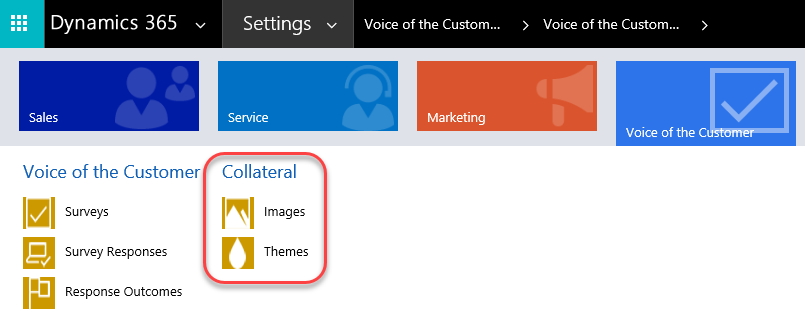 Dynamics 365 Settings Voice of the Custom... Voice of the Custom...
Sales Service Marketing Voice of the Customer
Voice of the Customer Collateral
Surveys Images
Survey Responses Themes
Response Outcomes